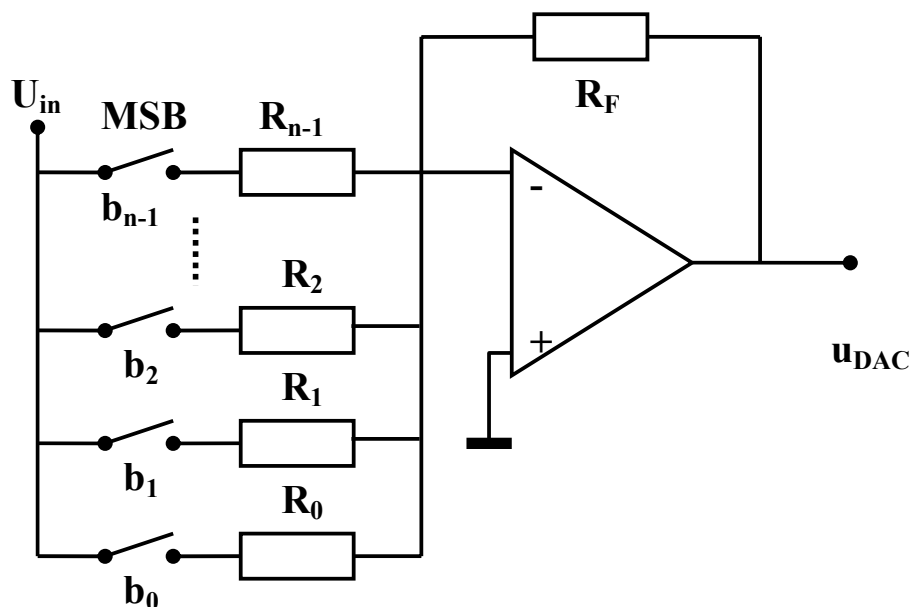 R_F
U_in
MSB
R_n-1
b_n-1
-
R_2
b_2
+
u_DAC
R_1
b_1
R_0
b_0